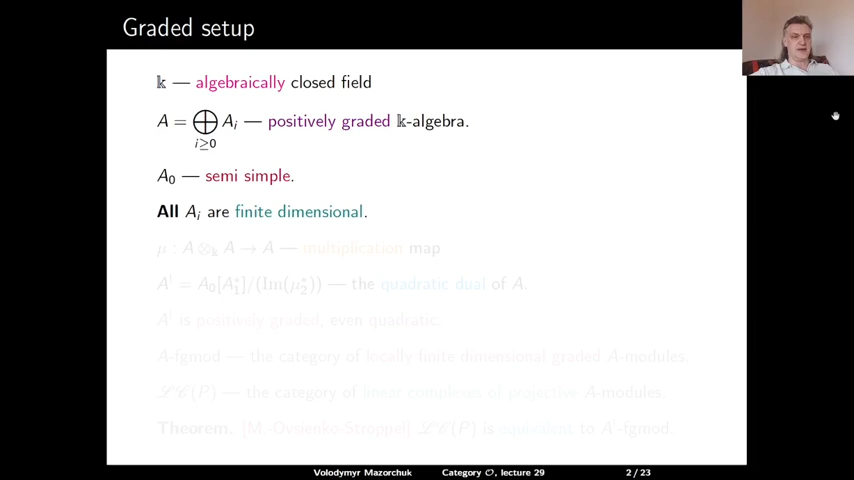 Graded setup
𝕜 — algebraically closed field
A = ⨁ A_i — positively graded 𝕜-algebra.
i≥0
A_0 — semi simple.
All A_i are finite dimensional.
μ : A ⊗_𝕜 A → A — multiplication map
A^! = A_0[A_1^*]/(Im(μ_2^*)) — the quadratic dual of A.
A^! is positively graded, even quadratic.
A-fgmod — the category of locally finite dimensional graded A-modules.
ℒ𝒞(P) — the category of linear complexes of projective A-modules
Theorem. [M.-Ovsienko-Stroppel] ℒ𝒞(P) is equivalent to A^!-fgmod.
Volodymyr Mazorchuk Category 𝒪, lecture 29 2 / 23